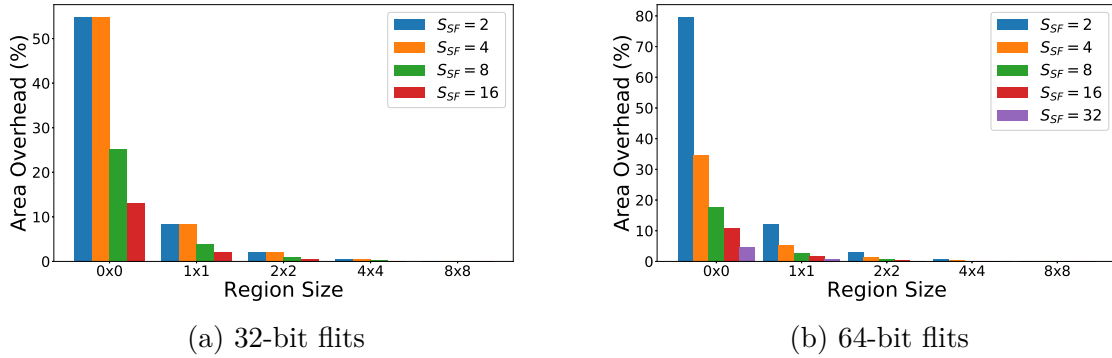 Area Overhead (%)
50
40
30
20
10
0
0x0 1x1 2x2 4x4 8x8
Region Size
S_SF = 2
S_SF = 4
S_SF = 8
S_SF = 16
(a) 32-bit flits
Area Overhead (%)
80
70
60
50
40
30
20
10
0
0x0 1x1 2x2 4x4 8x8
Region Size
S_SF = 2
S_SF = 4
S_SF = 8
S_SF = 16
S_SF = 32
(b) 64-bit flits